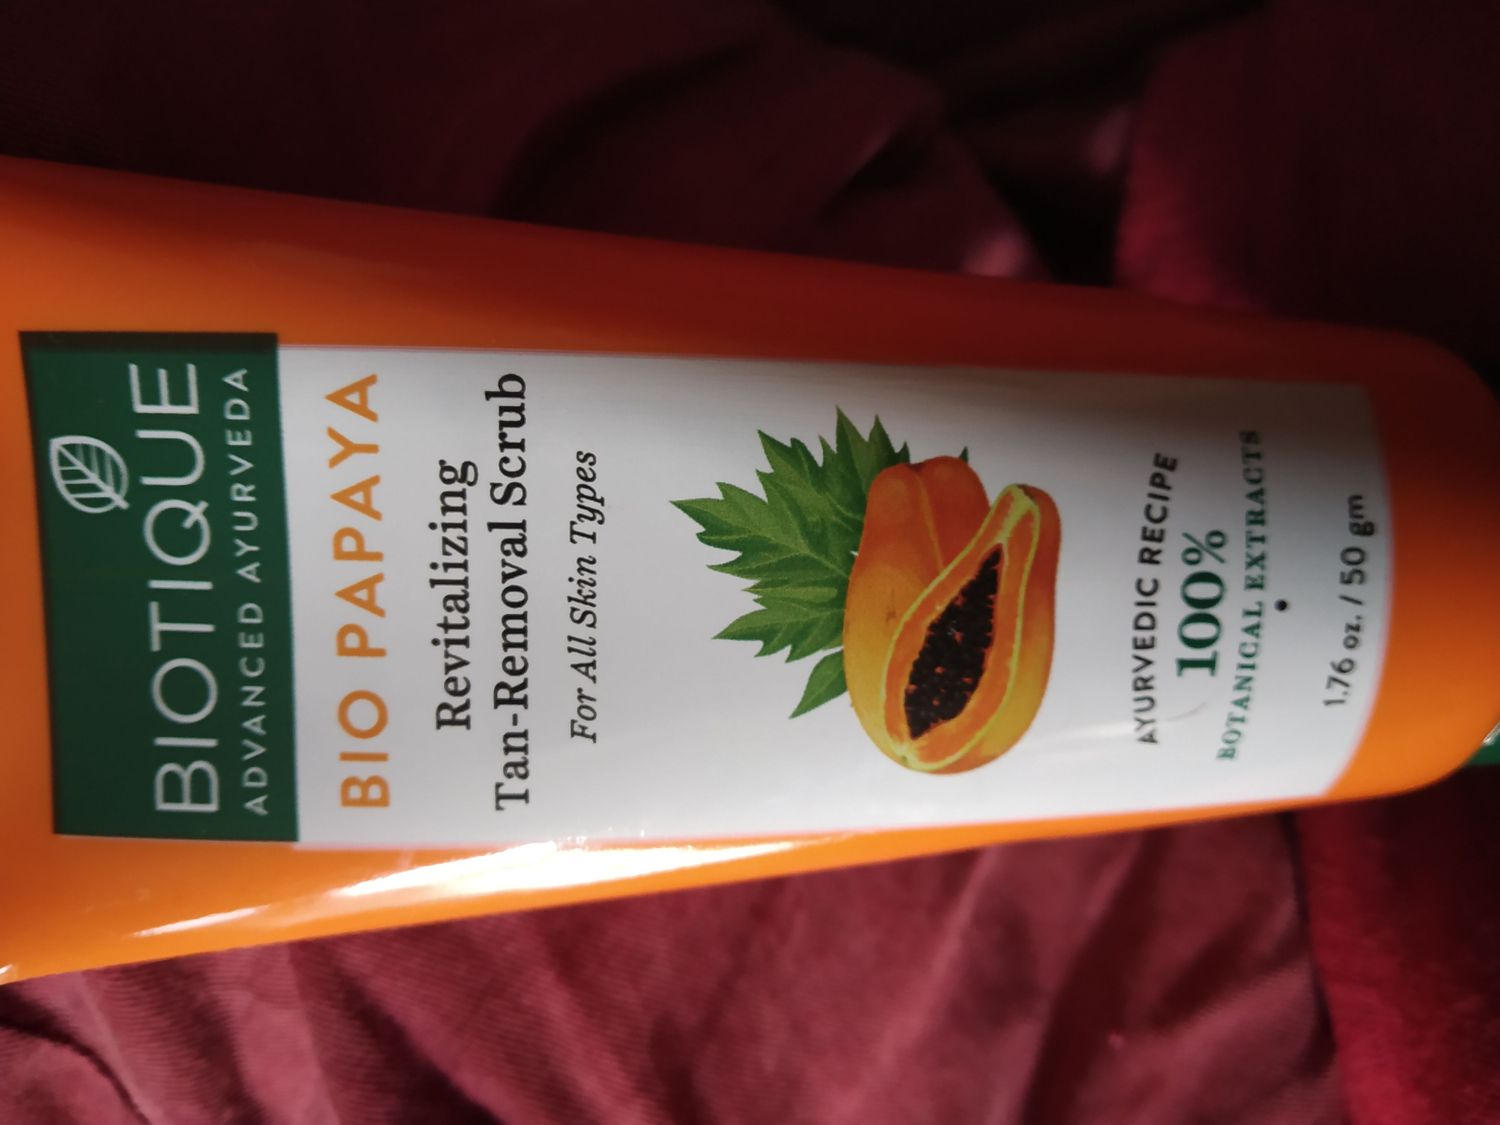 BIOTIQUE
ADVANCED AYURVEDA
BIO PAPAYA
Revitalizing
Tan-Removal Scrub
For All Skin Types
AYURVEDIC RECIPE
100%
BOTANICAL EXTRACTS
1.76 oz. / 50 gm